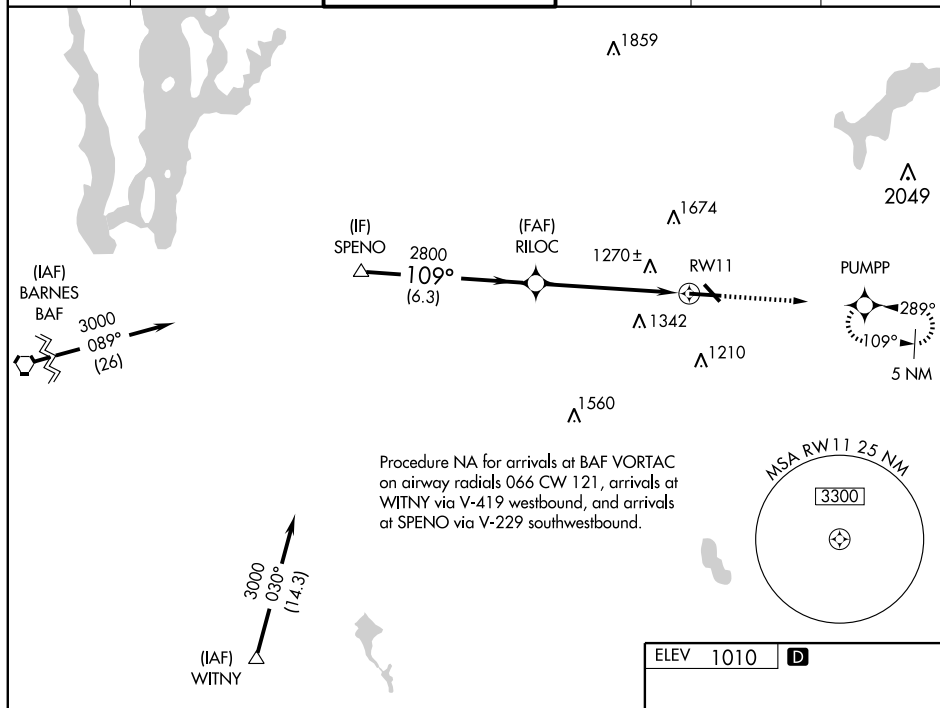 1859
2049
1674
(IF)
SPENO
(FAF)
RILOC
2800
109°
(6.3)
1270±
RW11
PUMPP
(IAF)
BARNES
BAF
3000
089°
(26)
289°
109°
5 NM
1342
1210
1560
Procedure NA for arrivals at BAF VORTAC
on airway radials 066 CW 121, arrivals at
WITNY via V-419 westbound, and arrivals
at SPENO via V-229 southwestbound.
MSA RW11 25 NM
3300
3000
030°
(14.3)
(IAF)
WITNY
ELEV 1010 D